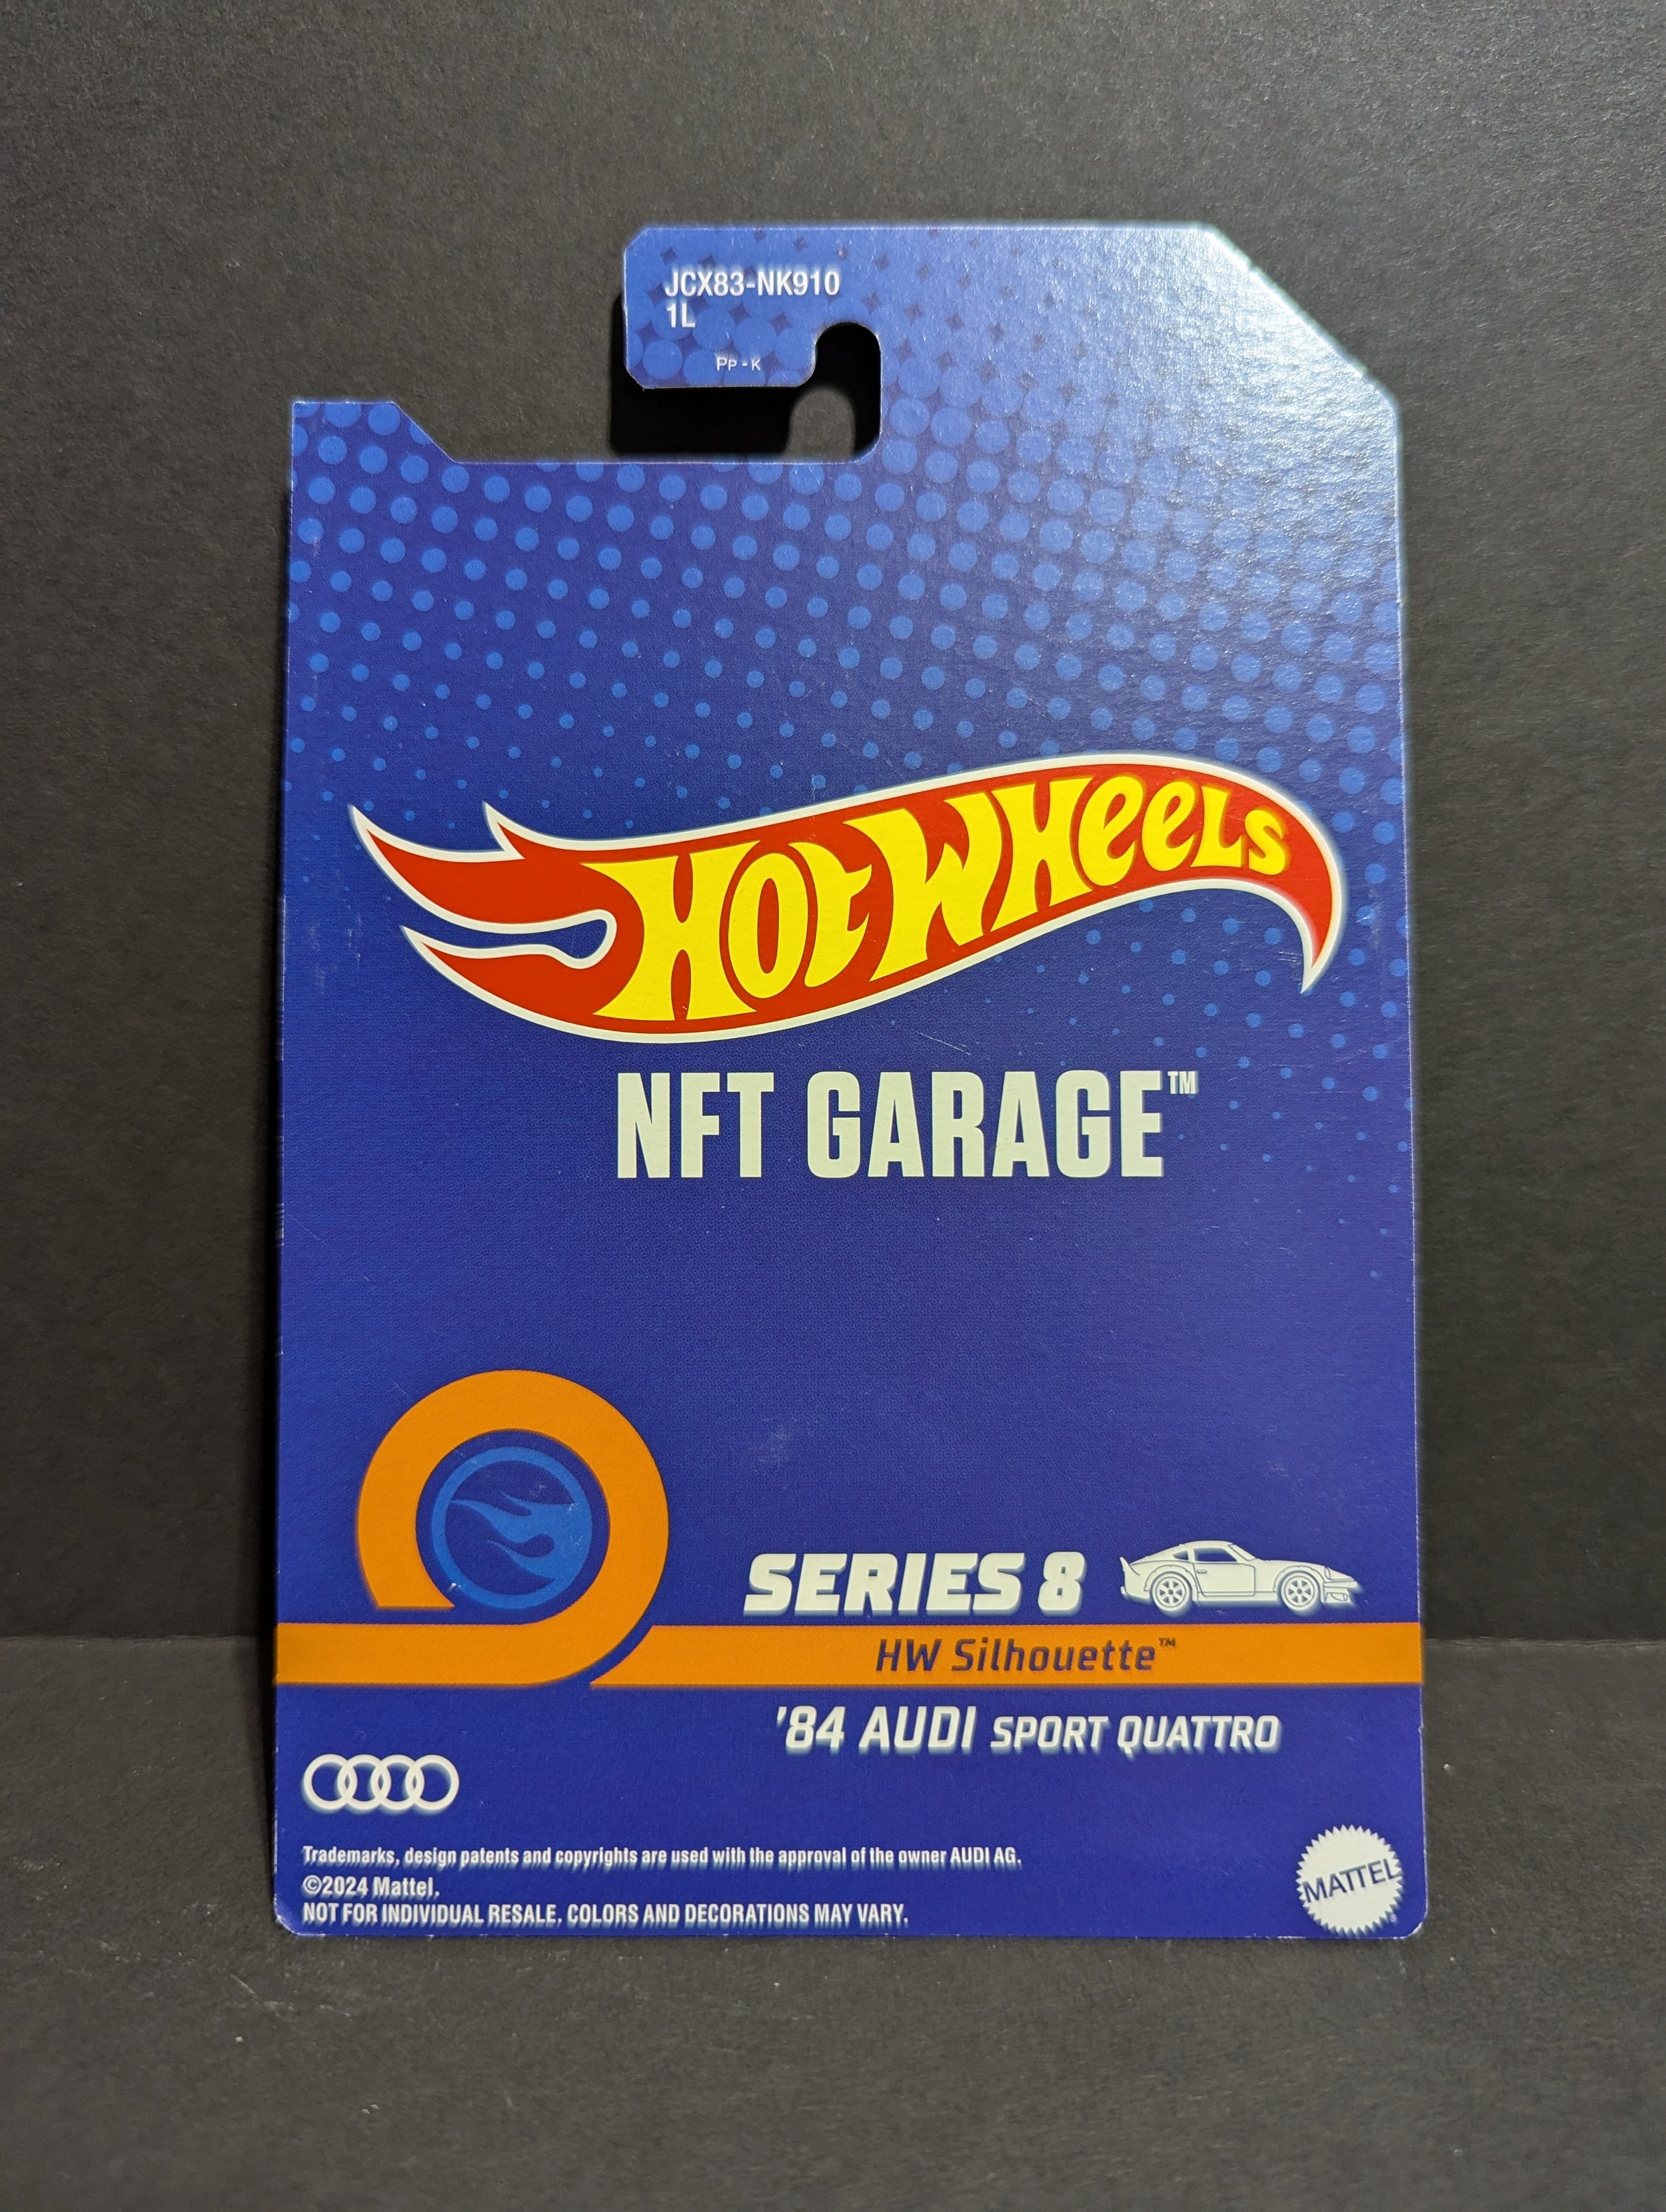 JCX83-NK910
1L
PP - K
HOT WHEELS
NFT GARAGE™
SERIES 8
HW Silhouette™
'84 AUDI SPORT QUATTRO
Trademarks, design patents and copyrights are used with the approval of the owner AUDI AG.
©2024 Mattel.
NOT FOR INDIVIDUAL RESALE. COLORS AND DECORATIONS MAY VARY.
MATTEL